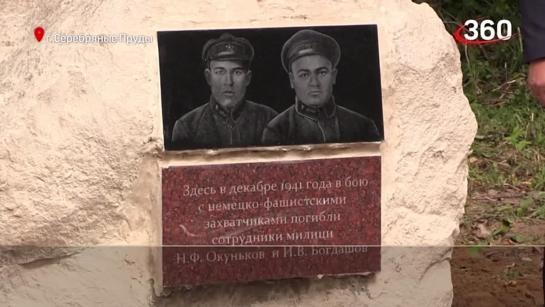 г. Серебряные Пруды
360
Здесь в декабре 1941 года в бою
с немецко-фашистскими
захватчиками погибли
сотрудники милиции
Н.Ф. Окуньков и И.В. Богдашов